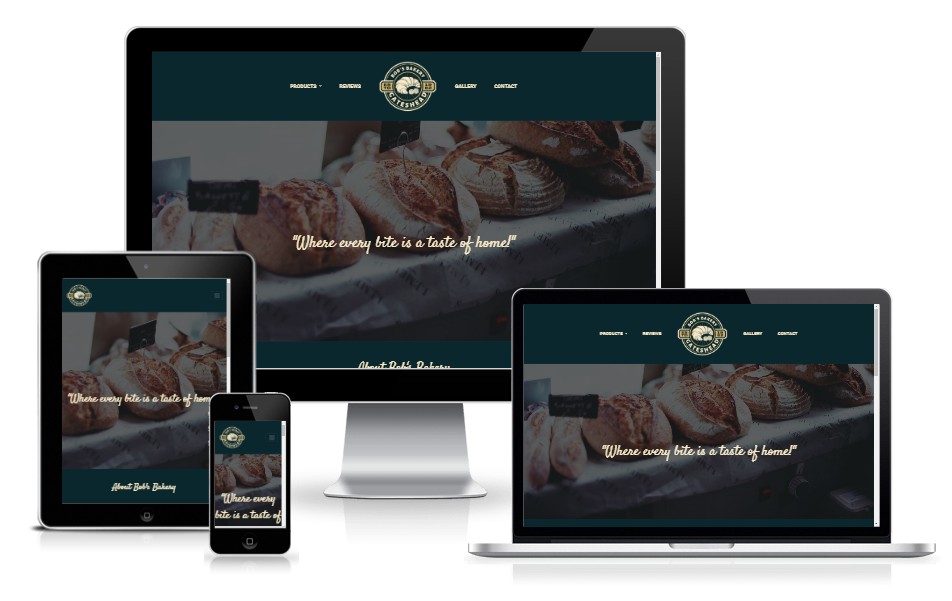 PRODUCTS
REVIEWS
BOB'S BAKERY
GATESHEAD
GALLERY
CONTACT
"Where every bite is a taste of home!"
About Bob's Bakery
"Where every bite is a taste of hom
About Bob's Bakery
"Where every
bite is a taste of
PRODUCTS
REVIEWS
BOB'S BAKERY
GATESHEAD
GALLERY
CONTACT
"Where every bite is a taste of home!"